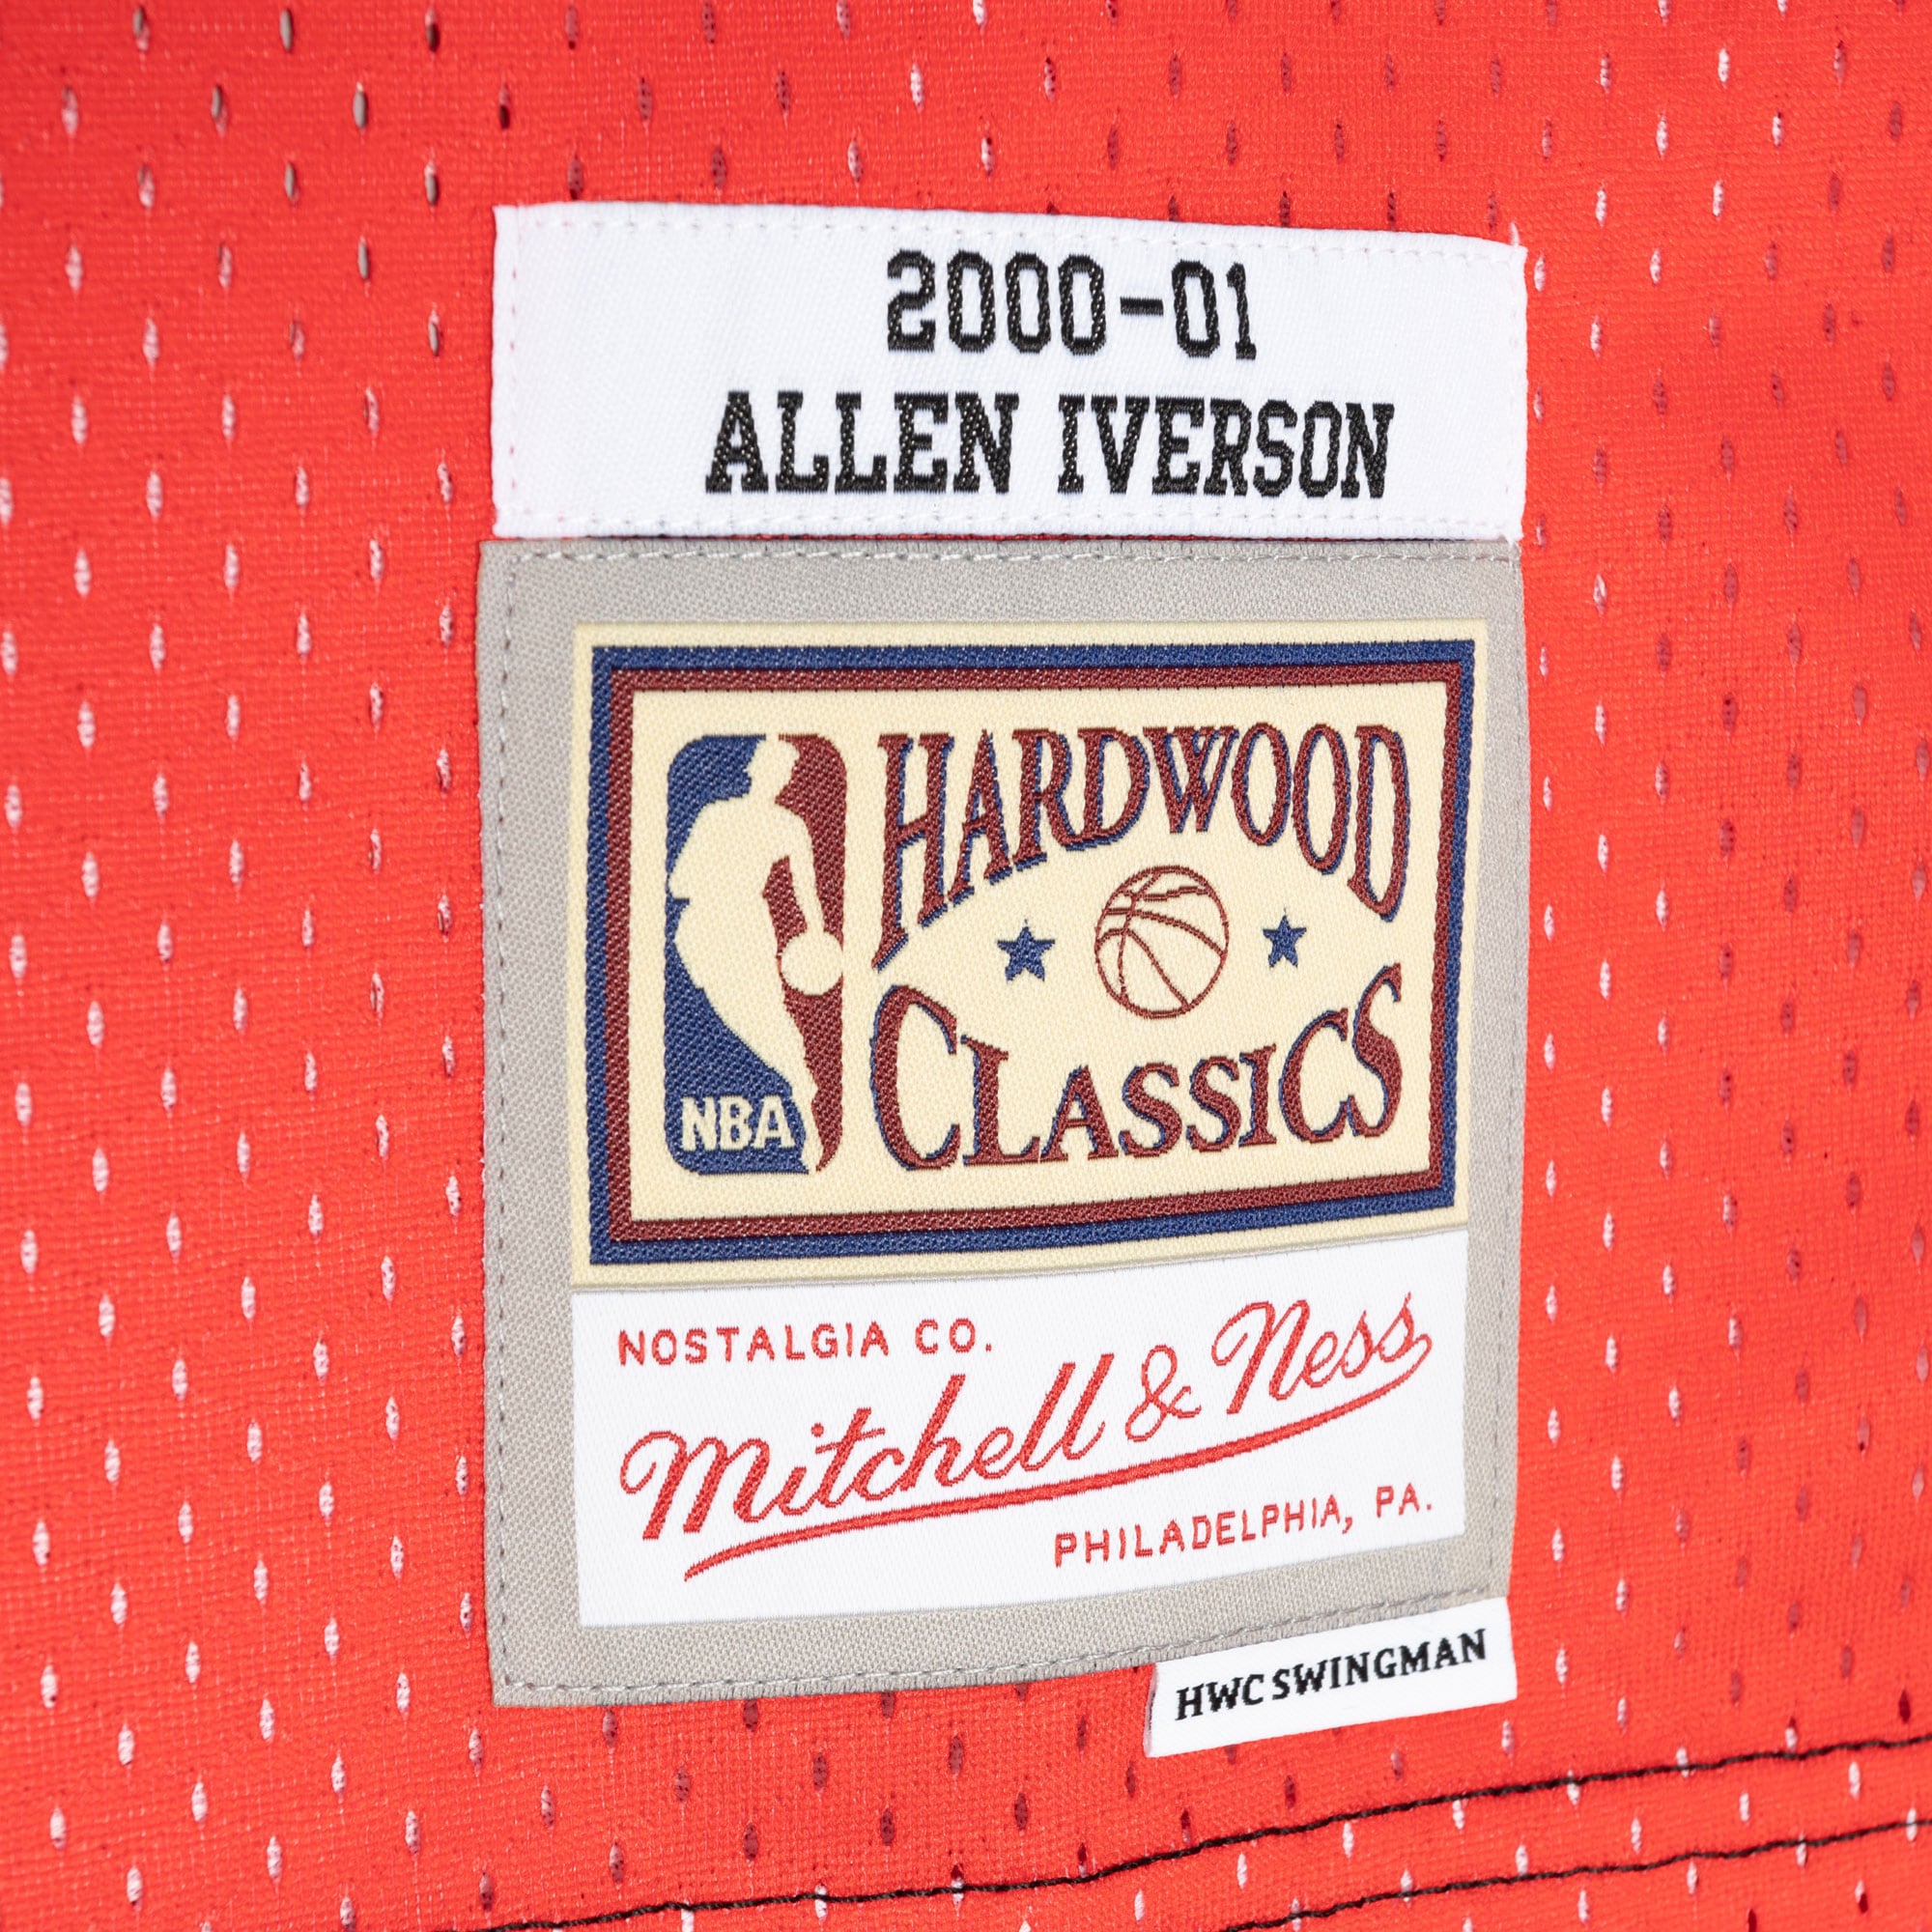 2000-01
ALLEN IVERSON
HARDWOOD
CLASSICS
NBA
NOSTALGIA CO.
Mitchell & Ness
PHILADELPHIA, PA.
HWC SWINGMAN